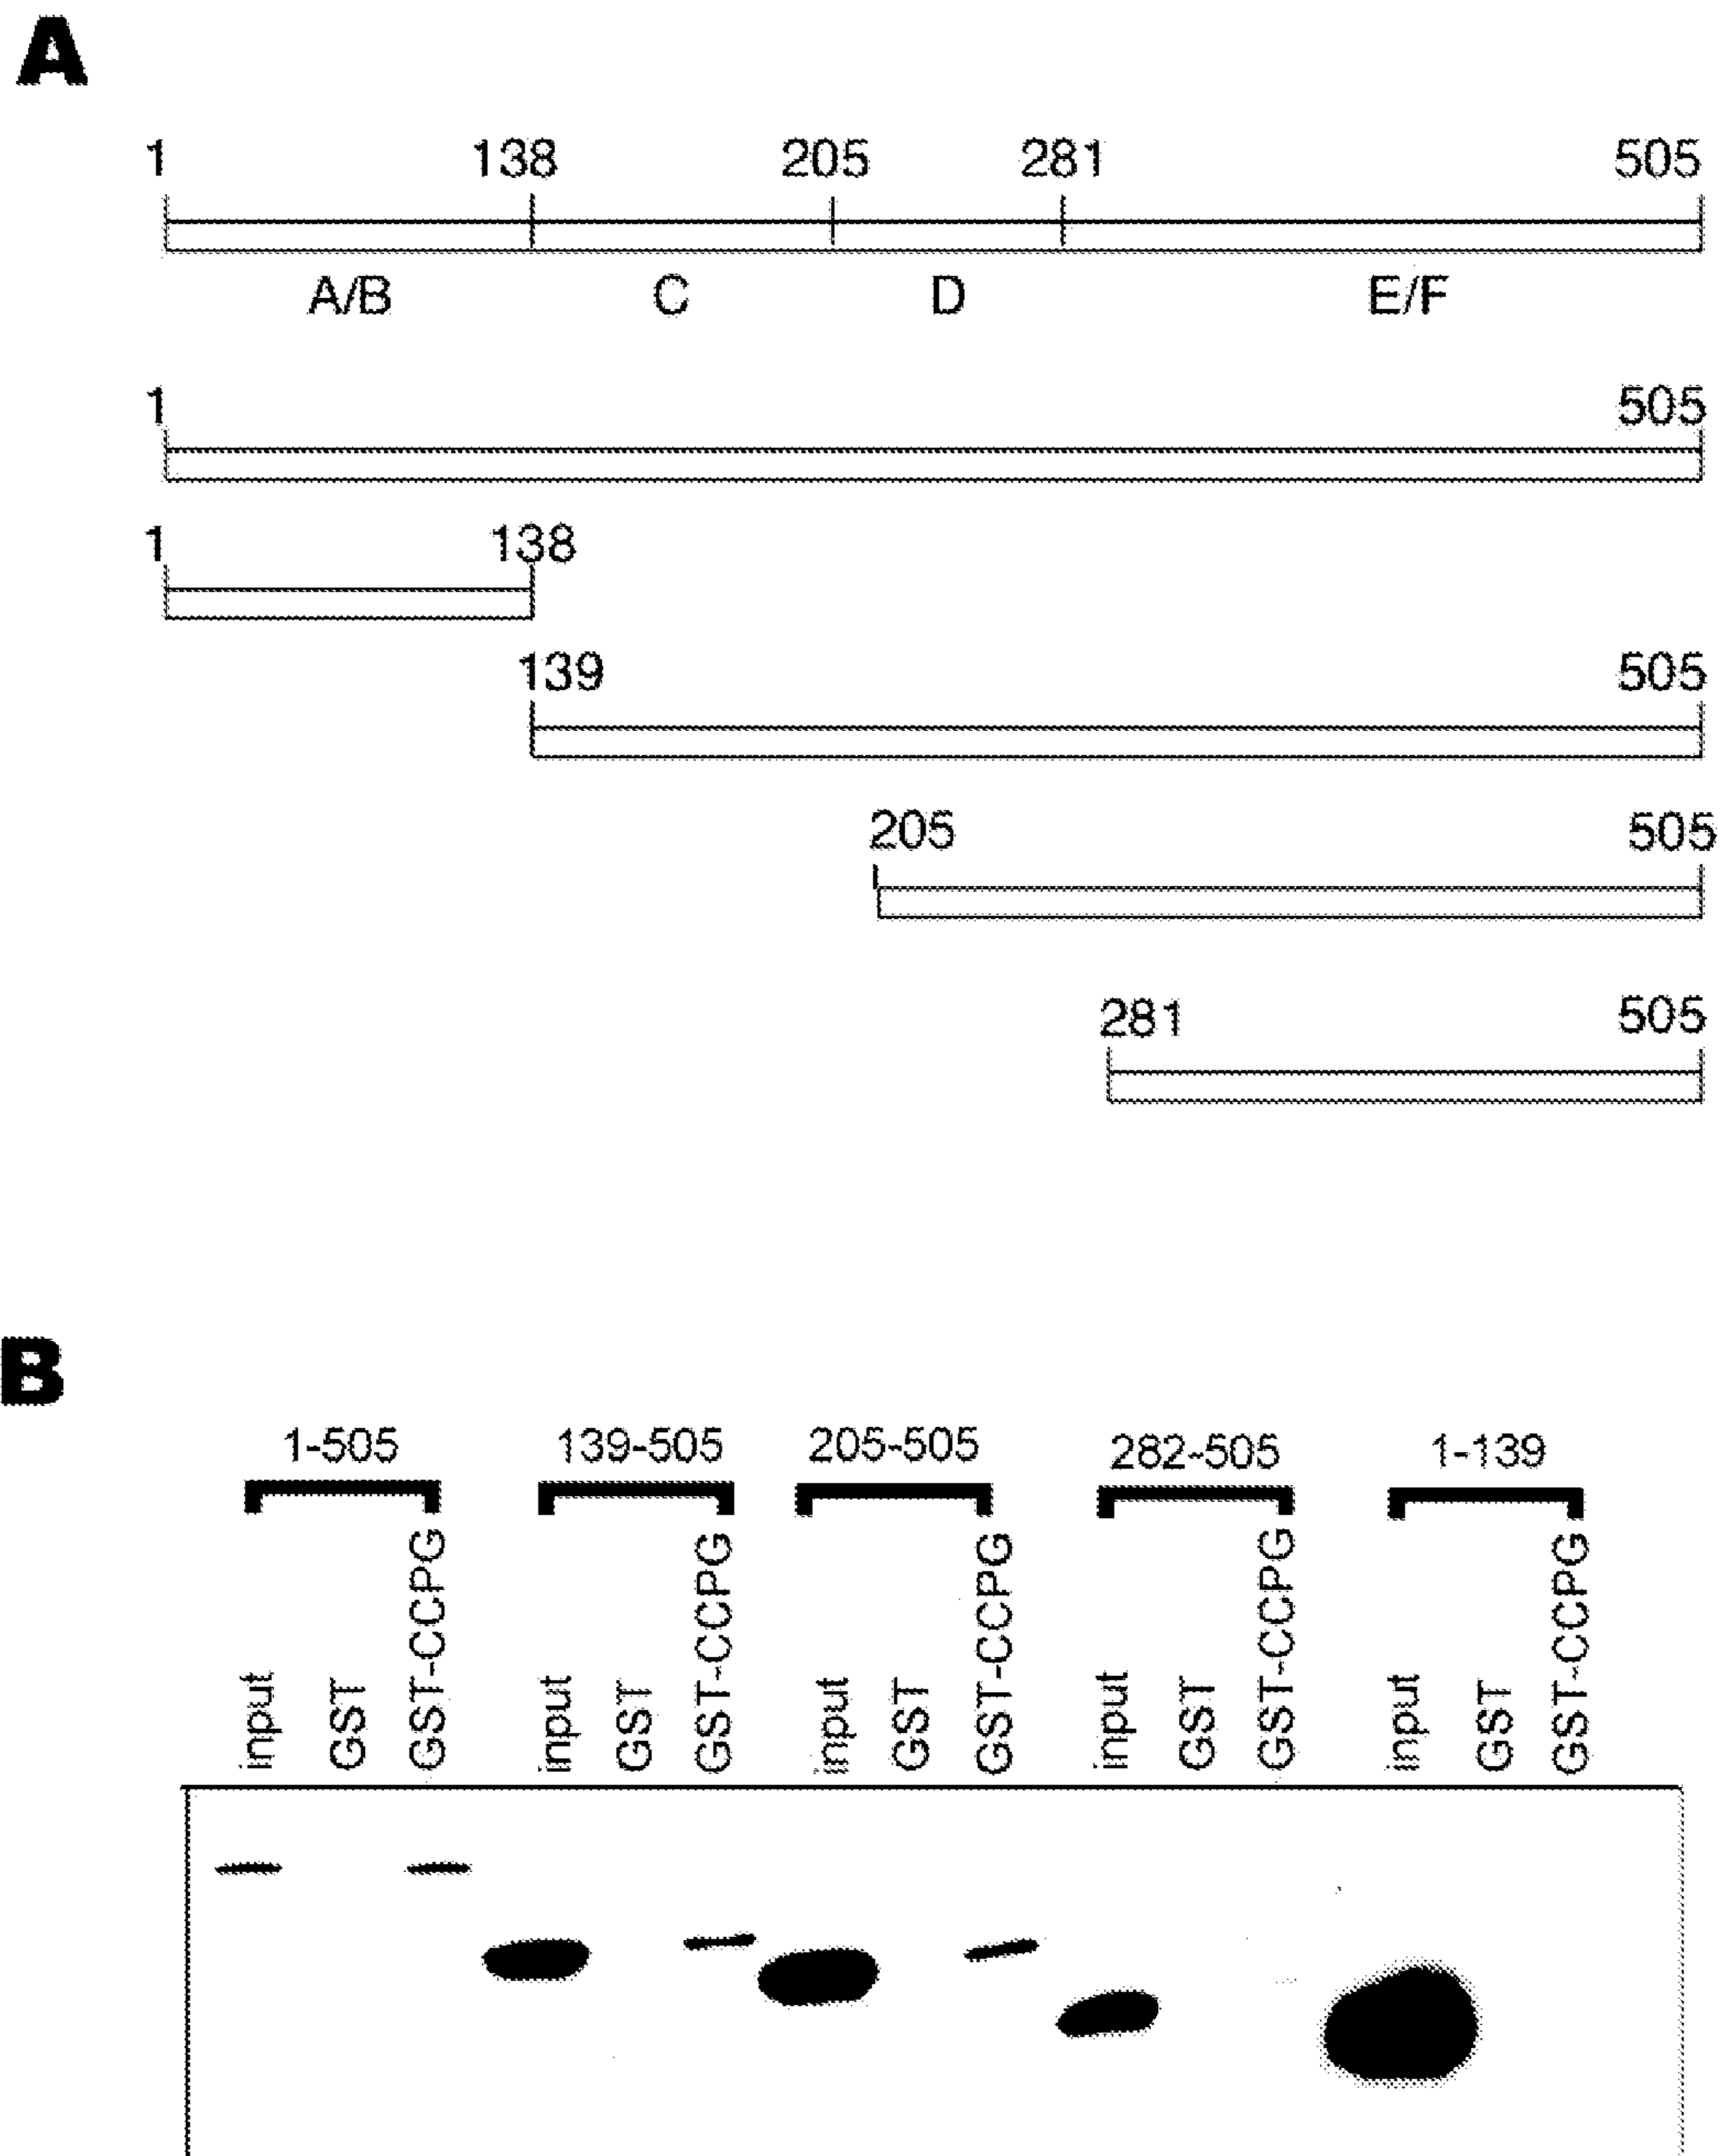 A
1 138 205 281 505
A/B C D E/F
1 505
1 138
139 505
205 505
281 505
B
1-505 139-505 205-505 282-505 1-139
input GST GST-CCPG input GST GST-CCPG input GST GST-CCPG input GST GST-CCPG input GST GST-CCPG